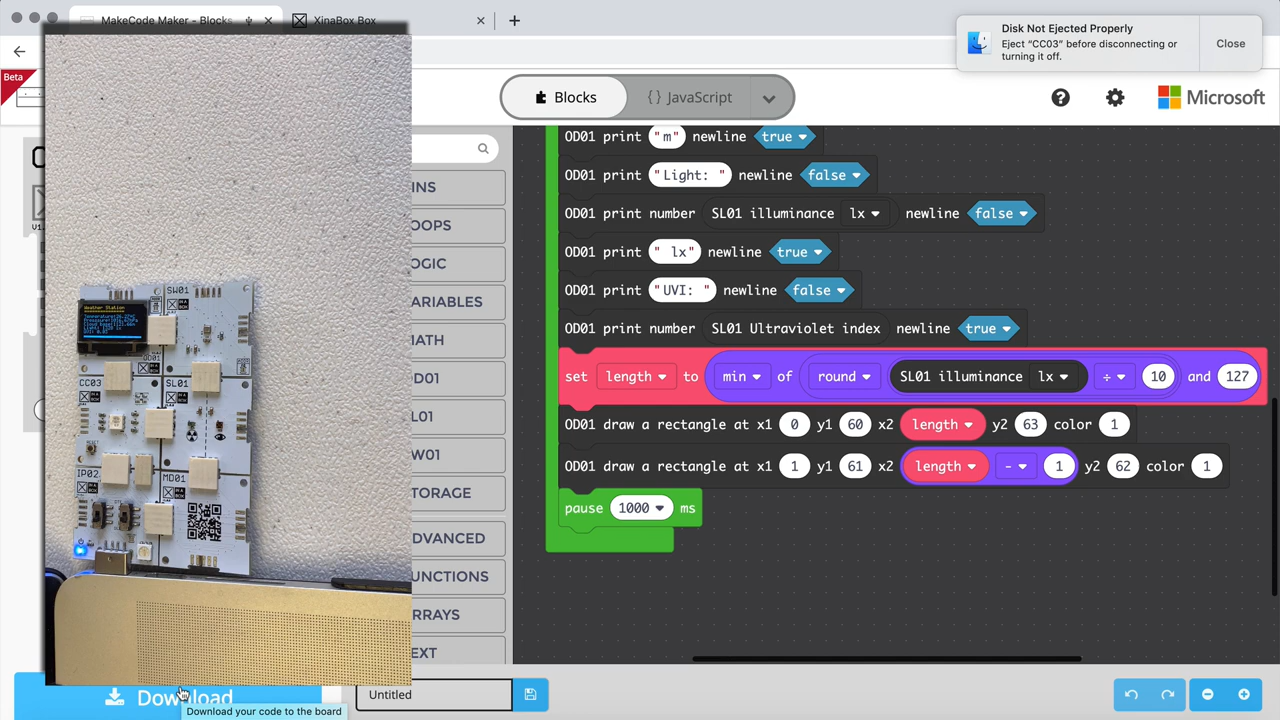 MakeCode Maker - Blocks
XinaBox Box
Beta
Disk Not Ejected Properly
Eject "CC03" before disconnecting or
turning it off.
Close
Blocks
{} JavaScript
Microsoft
INS
OOPS
OGIC
ARIABLES
MATH
D01
L01
W01
TORAGE
DVANCED
UNCTIONS
RRAYS
EXT
OD01 print "m" newline true
OD01 print "Light: " newline false
OD01 print number SL01 illuminance lx newline false
OD01 print " lx" newline true
OD01 print "UVI: " newline false
OD01 print number SL01 Ultraviolet index newline true
set length to min of round SL01 illuminance lx ÷ 10 and 127
OD01 draw a rectangle at x1 0 y1 60 x2 length y2 63 color 1
OD01 draw a rectangle at x1 1 y1 61 x2 length - 1 y2 62 color 1
pause 1000 ms
Weather Station
SW01
OD01
CC03
SL01
IP02
MD01
Download
Untitled
Download your code to the board